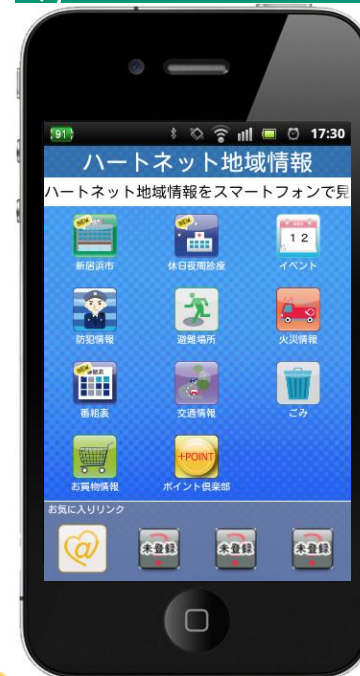 91 17:30
ハートネット地域情報
ハートネット地域情報をスマートフォンで見
NEW NEW 12
新居浜市 休日夜間診療 イベント
防犯情報 避難場所 火災情報
NEW 番組表
番組表 交通情報 ごみ
+POINT
お買物情報 ポイント倶楽部
お気に入りリンク
@ 未登録 未登録 未登録